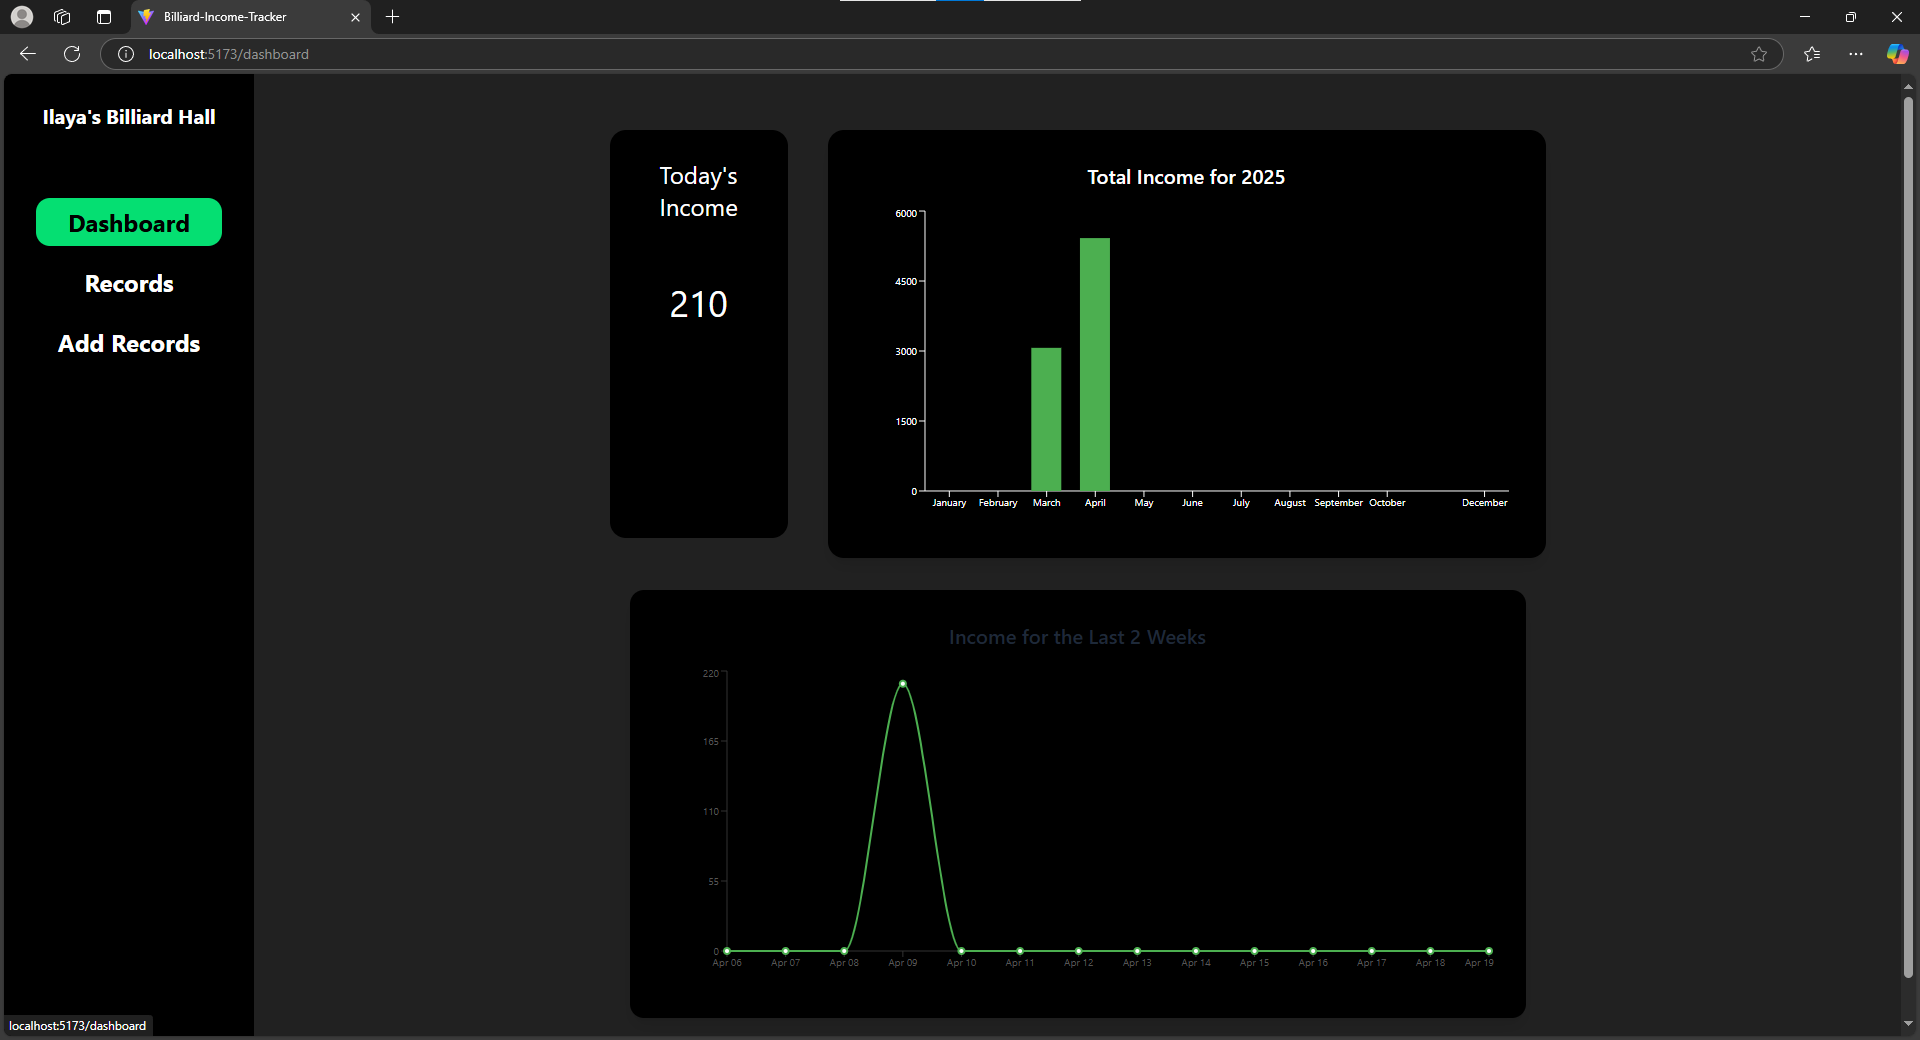 Billiard-Income-Tracker
localhost:5173/dashboard
Ilaya's Billiard Hall
Dashboard
Records
Add Records
Today's
Income
210
Total Income for 2025
6000
4500
3000
1500
0
January February March April May June July August September October December
Income for the Last 2 Weeks
220
165
110
55
0
Apr 06 Apr 07 Apr 08 Apr 09 Apr 10 Apr 11 Apr 12 Apr 13 Apr 14 Apr 15 Apr 16 Apr 17 Apr 18 Apr 19
localhost:5173/dashboard